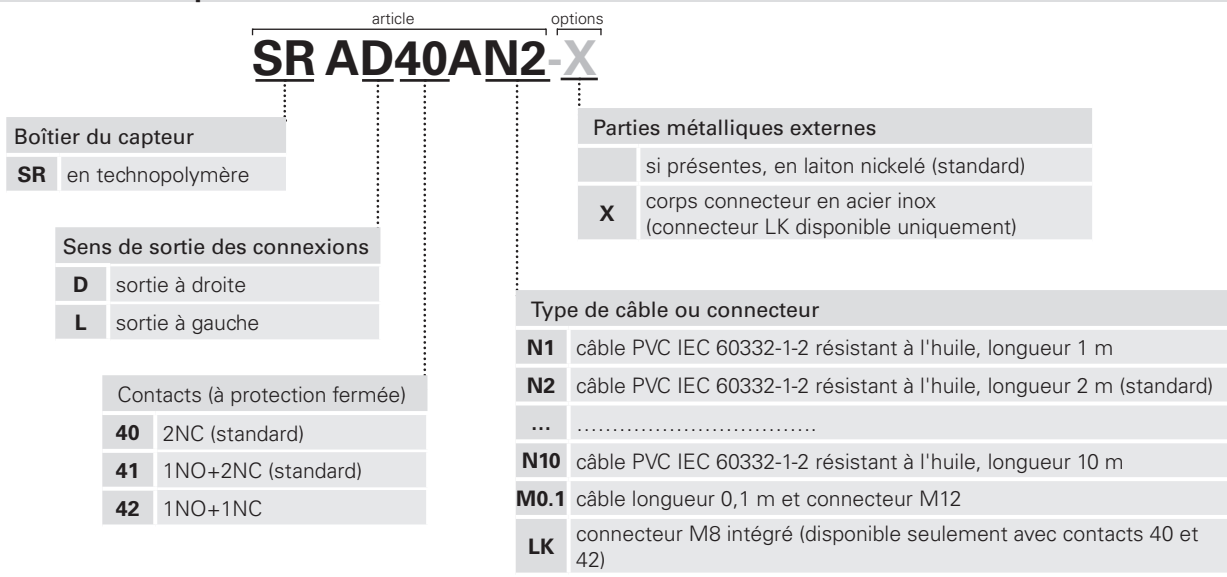 article options
SR AD40AN2-X
Boîtier du capteur
SR en technopolymère
Sens de sortie des connexions
D sortie à droite
L sortie à gauche
Contacts (à protection fermée)
40 2NC (standard)
41 1NO+2NC (standard)
42 1NO+1NC
Parties métalliques externes
si présentes, en laiton nickelé (standard)
X corps connecteur en acier inox
(connecteur LK disponible uniquement)
Type de câble ou connecteur
N1 câble PVC IEC 60332-1-2 résistant à l'huile, longueur 1 m
N2 câble PVC IEC 60332-1-2 résistant à l'huile, longueur 2 m (standard)
... ..................................
N10 câble PVC IEC 60332-1-2 résistant à l'huile, longueur 10 m
M0.1 câble longueur 0,1 m et connecteur M12
LK connecteur M8 intégré (disponible seulement avec contacts 40 et
42)